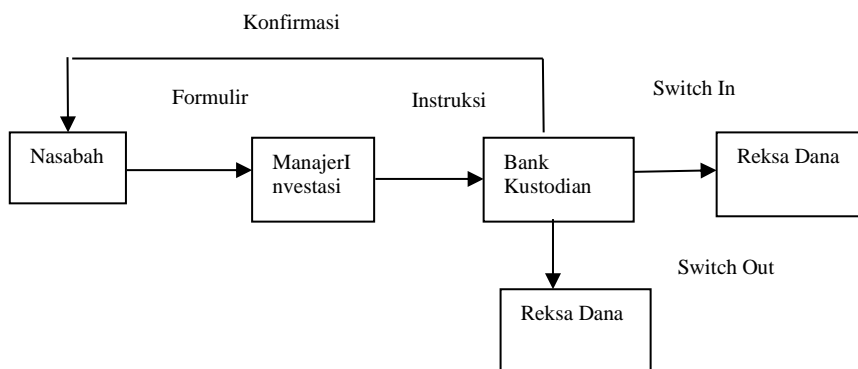 Konfirmasi
Switch In
Formulir
Instruksi
Nasabah
ManajerI
nvestasi
Bank
Kustodian
Reksa Dana
Switch Out
Reksa Dana